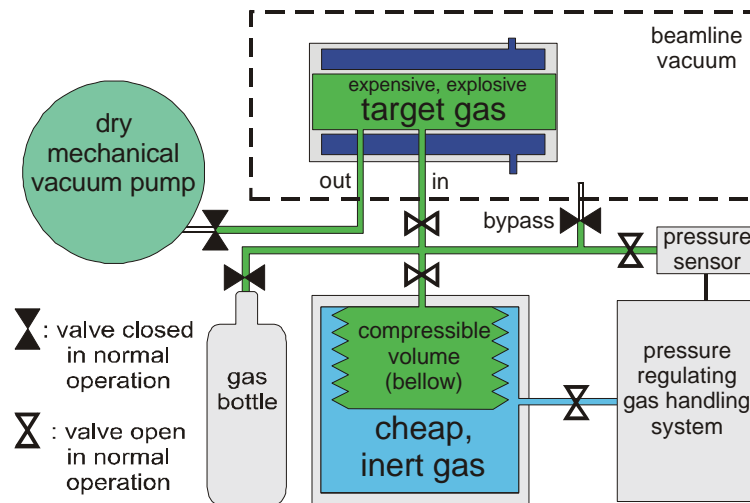 beamline
vacuum
expensive, explosive
target gas
dry
mechanical
vacuum pump
out
in
bypass
pressure
sensor
: valve closed
in normal
operation
gas
bottle
compressible
volume
(bellow)
pressure
regulating
gas handling
system
: valve open
in normal
operation
cheap,
inert gas